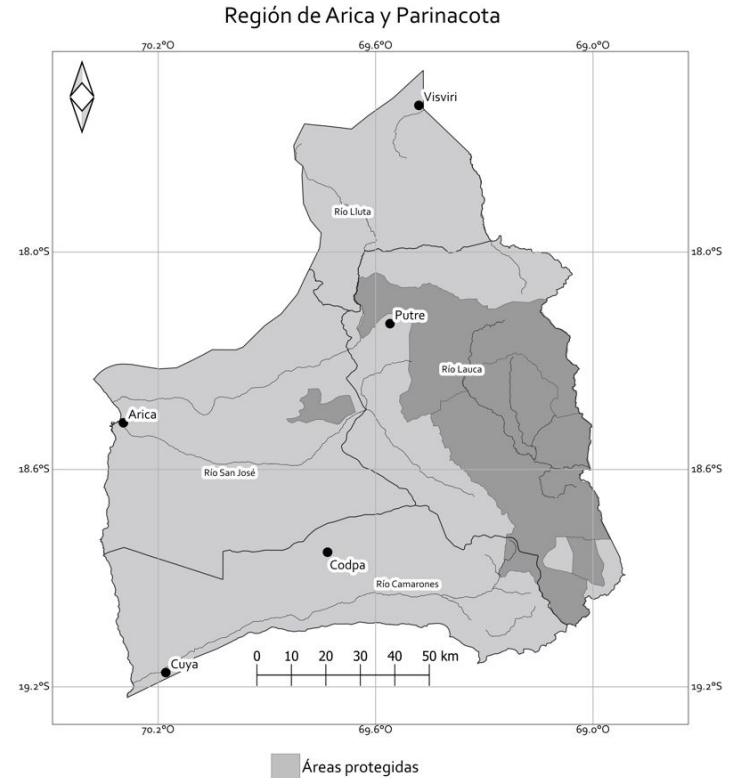 Región de Arica y Parinacota
70.2°O 69.6°O 69.0°O
Visviri
Río Lluta
18.0°S 18.0°S
Putre
Río Lauca
Arica
18.6°S 18.6°S
Río San José
Codpa
Río Camarones
0 10 20 30 40 50 km
Cuya
19.2°S 19.2°S
70.2°O 69.6°O 69.0°O
Áreas protegidas